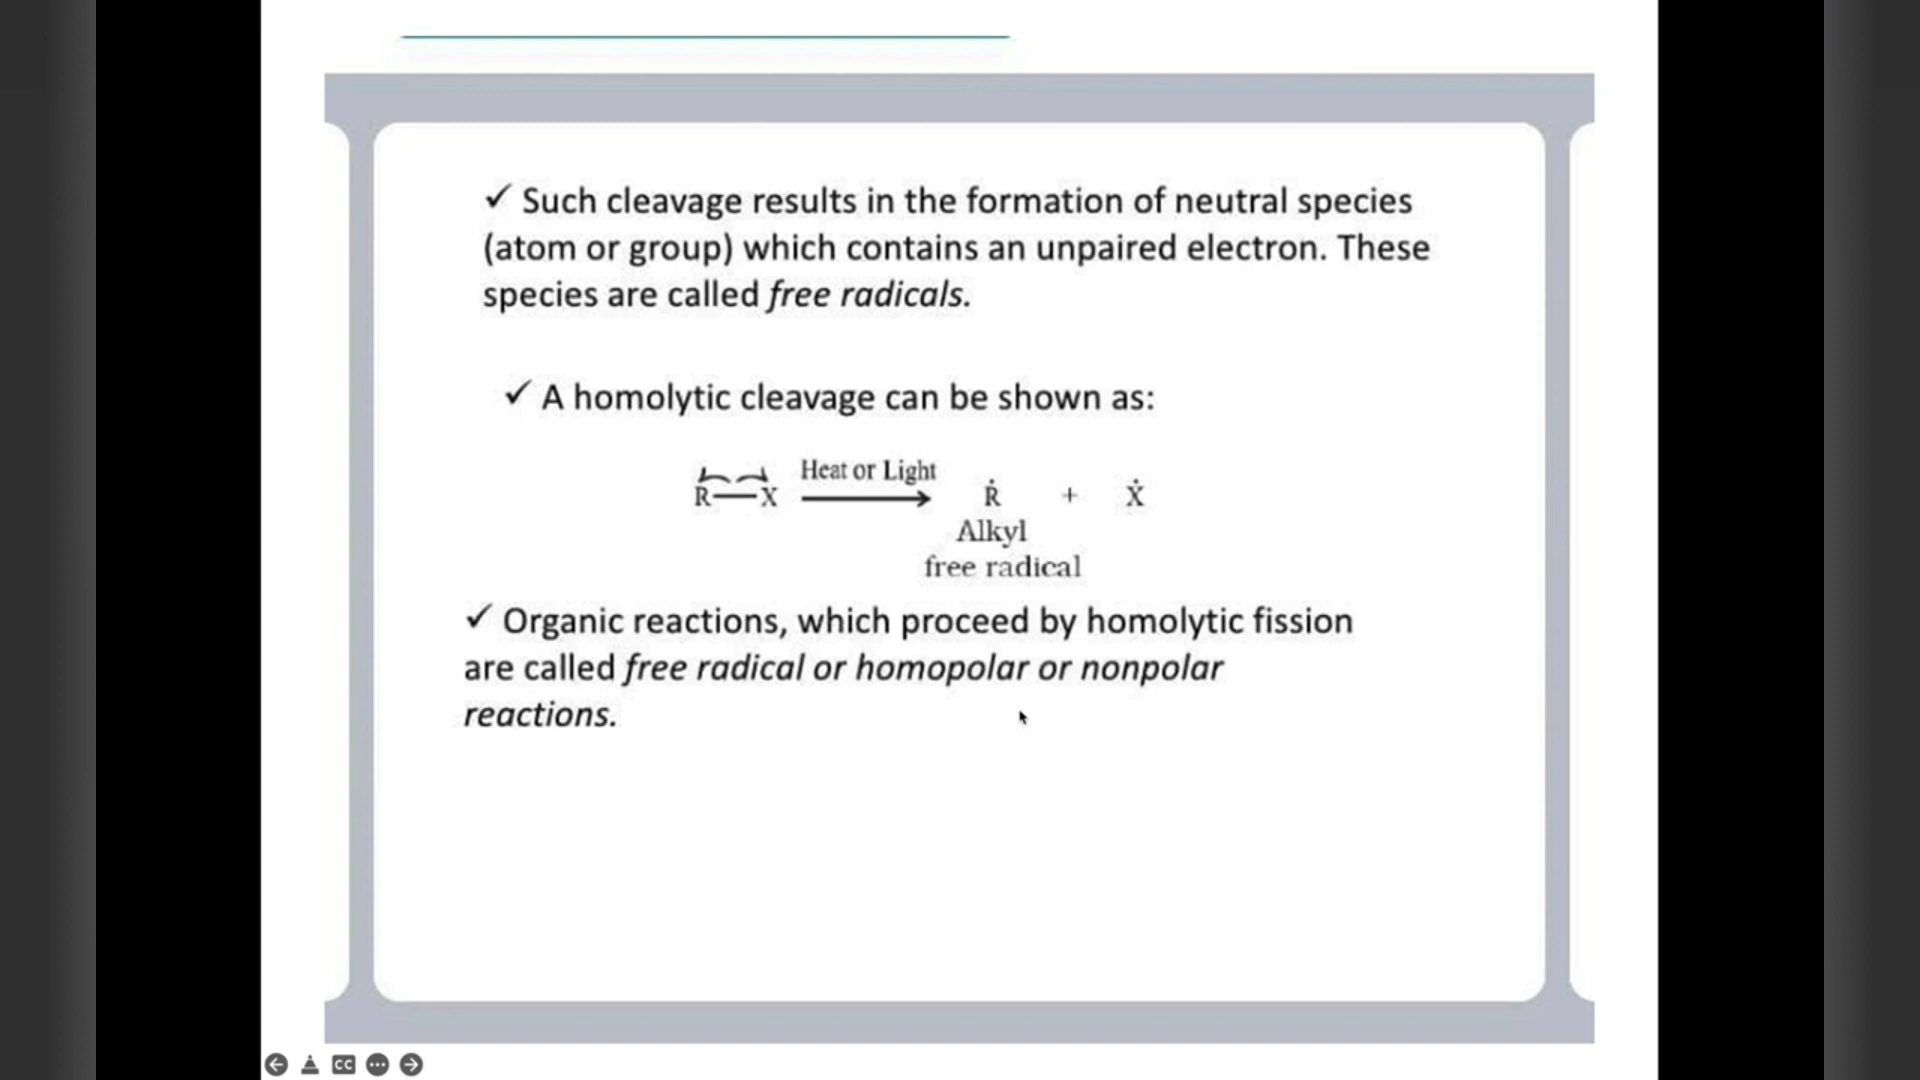 ✓ Such cleavage results in the formation of neutral species
(atom or group) which contains an unpaired electron. These
species are called free radicals.
✓ A homolytic cleavage can be shown as:
Heat or Light
R—X ⟶ Ṙ + Ẋ
Alkyl
free radical
✓ Organic reactions, which proceed by homolytic fission
are called free radical or homopolar or nonpolar
reactions.
CC